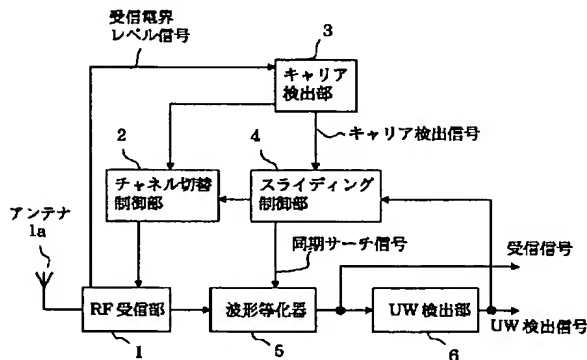 受信電界
レベル信号
3
キャリア
検出部
キャリア検出信号
2
4
チャネル切替
制御部
スライディング
制御部
アンテナ
1a
同期サーチ信号
受信信号
RF受信部
波形等化器
UW検出部
UW検出信号
1
5
6